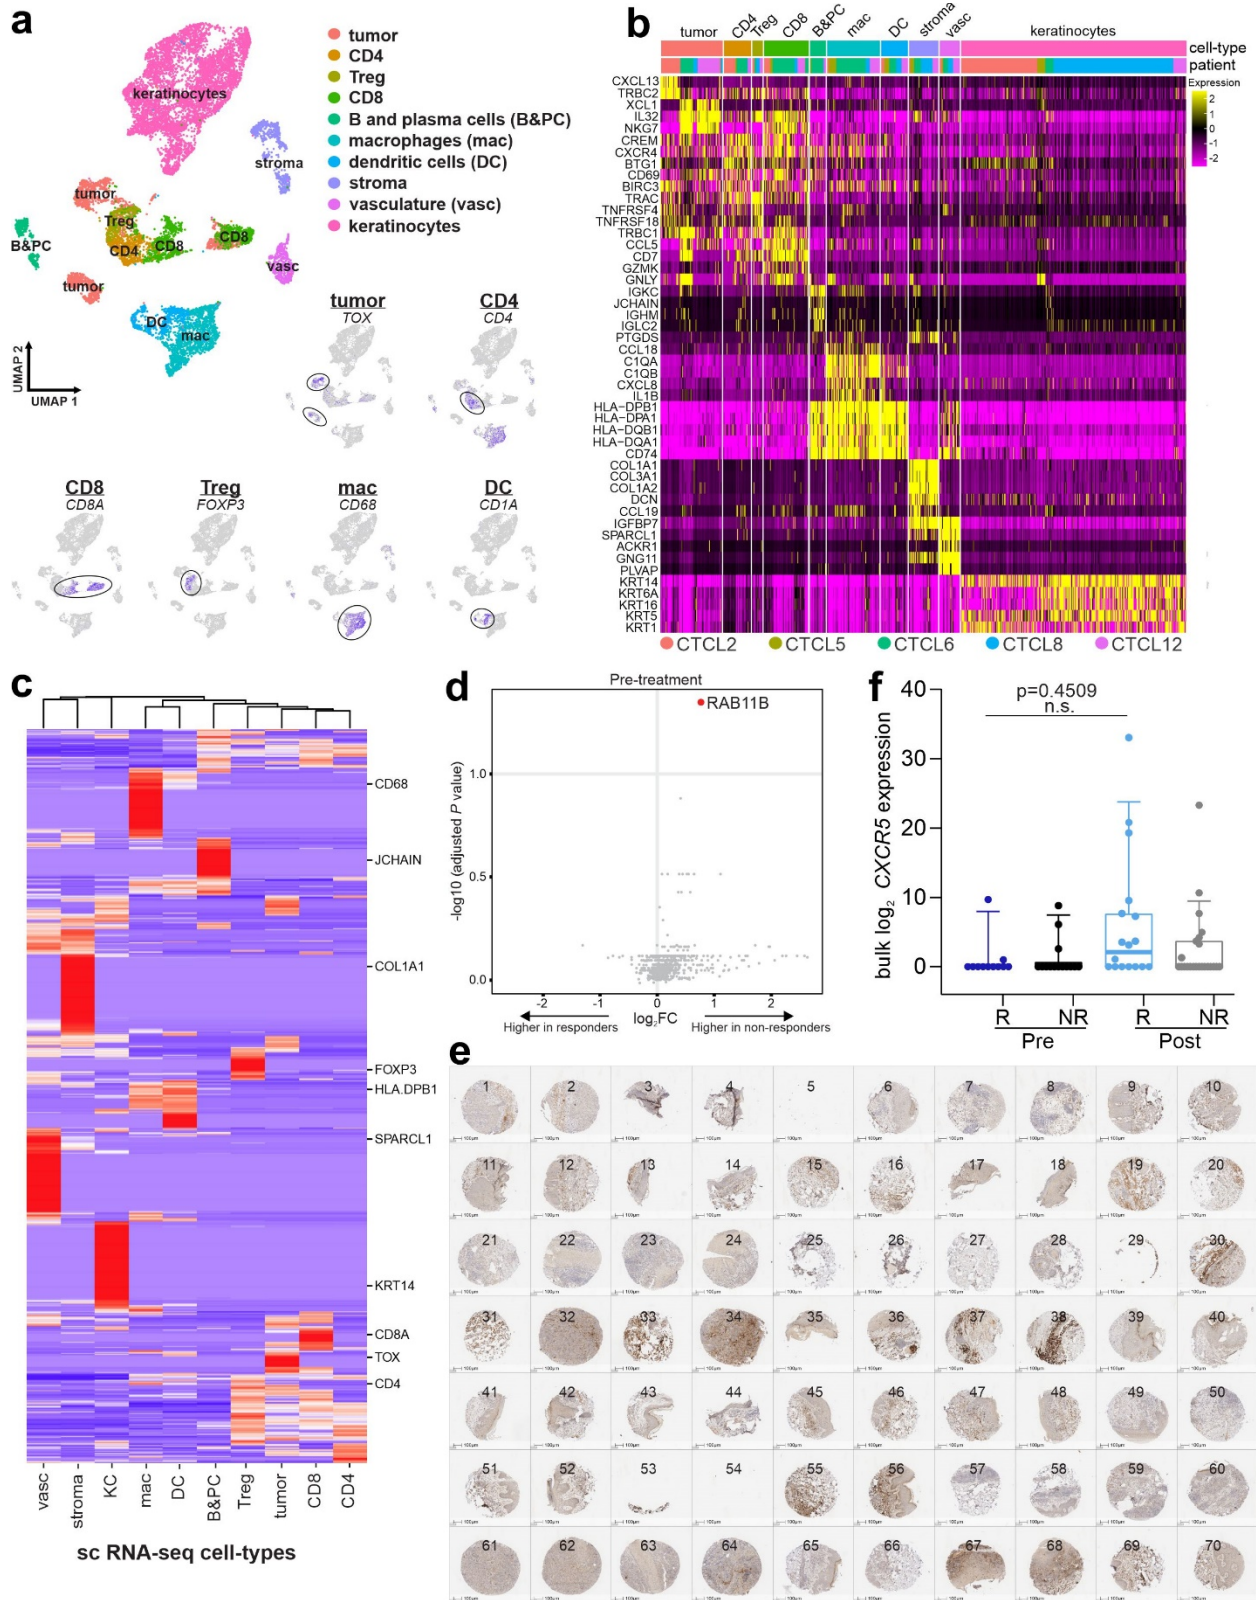 a
keratinocytes
stroma
tumor
Treg
CD4
CD8
CD8
B&PC
tumor
vasc
DC
mac
UMAP 2
UMAP 1
tumor
CD4
Treg
CD8
B and plasma cells (B&PC)
macrophages (mac)
dendritic cells (DC)
stroma
vasculature (vasc)
keratinocytes
tumor
TOX
CD4
CD4
CD8
CD8A
Treg
FOXP3
mac
CD68
DC
CD1A
b
tumor CD4 Treg CD8 B&PC mac DC stroma vasc keratinocytes
cell-type
patient
Expression
2
1
0
-1
-2
CXCL13
TRBC2
XCL1
IL32
NKG7
CREM
CXCR4
BTG1
CD69
BIRC3
TRAC
TNFRSF4
TNFRSF18
TRBC1
CCL5
CD7
GZMK
GNLY
IGKC
JCHAIN
IGHM
IGLC2
PTGDS
CCL18
C1QA
C1QB
CXCL8
IL1B
HLA-DPB1
HLA-DPA1
HLA-DQB1
HLA-DQA1
CD74
COL1A1
COL3A1
COL1A2
DCN
CCL19
IGFBP7
SPARCL1
ACKR1
GNG11
PLVAP
KRT14
KRT6A
KRT16
KRT5
KRT1
CTCL2 CTCL5 CTCL6 CTCL8 CTCL12
c
CD68
JCHAIN
COL1A1
FOXP3
HLA.DPB1
SPARCL1
KRT14
CD8A
TOX
CD4
vasc stroma KC mac DC B&PC Treg tumor CD8 CD4
sc RNA-seq cell-types
d
Pre-treatment
RAB11B
-log10 (adjusted P value)
1.0
0.5
0.0
-2 -1 0 1 2
log₂FC
Higher in responders
Higher in non-responders
f
p=0.4509
n.s.
bulk log₂ CXCR5 expression
40
30
20
10
0
R NR R NR
Pre Post
e
1 2 3 4 5 6 7 8 9 10
11 12 13 14 15 16 17 18 19 20
21 22 23 24 25 26 27 28 29 30
31 32 33 34 35 36 37 38 39 40
41 42 43 44 45 46 47 48 49 50
51 52 53 54 55 56 57 58 59 60
61 62 63 64 65 66 67 68 69 70